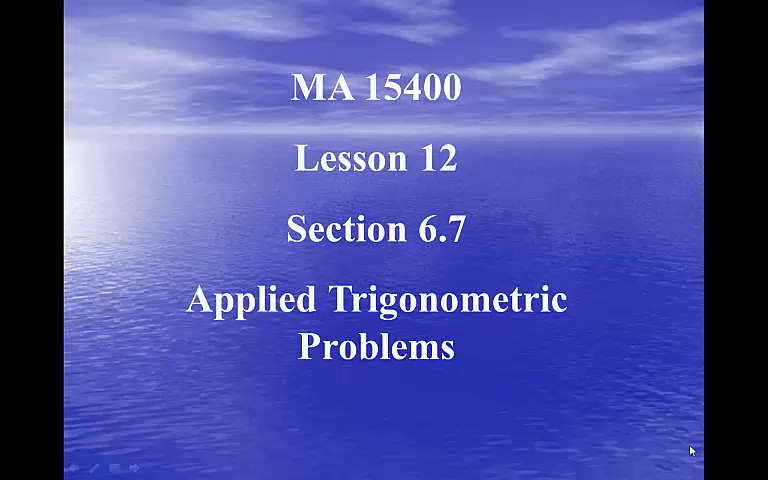 MA 15400
Lesson 12
Section 6.7
Applied Trigonometric
Problems